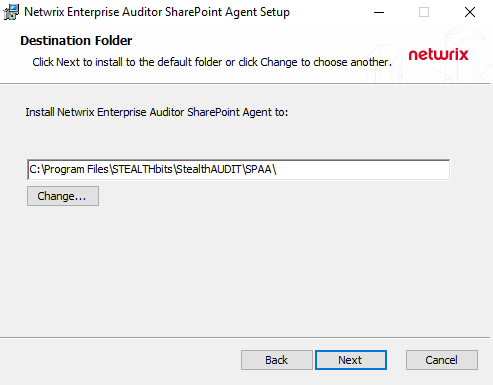 Netwrix Enterprise Auditor SharePoint Agent Setup
Destination Folder
Click Next to install to the default folder or click Change to choose another.
netwrix
Install Netwrix Enterprise Auditor SharePoint Agent to:
C:\Program Files\STEALTHbits\StealthAUDIT\SPAA\
Change...
Back Next Cancel